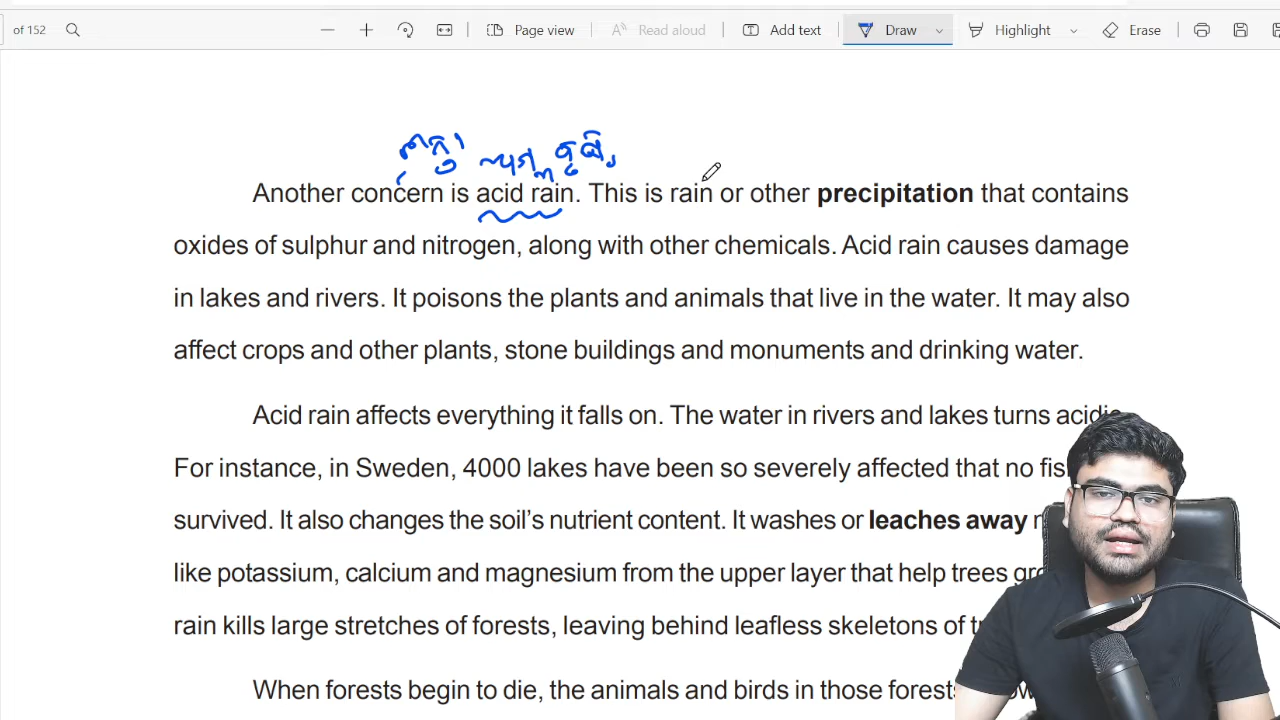 of 152 Page view Read aloud Add text Draw Highlight Erase
Another concern is acid rain. This is rain or other precipitation that contains
oxides of sulphur and nitrogen, along with other chemicals. Acid rain causes damage
in lakes and rivers. It poisons the plants and animals that live in the water. It may also
affect crops and other plants, stone buildings and monuments and drinking water.
Acid rain affects everything it falls on. The water in rivers and lakes turns acidic.
For instance, in Sweden, 4000 lakes have been so severely affected that no
survived. It also changes the soil's nutrient content. It washes or leaches away
like potassium, calcium and magnesium from the upper layer that help trees
rain kills large stretches of forests, leaving behind leafless skeletons of
When forests begin to die, the animals and birds in those forests